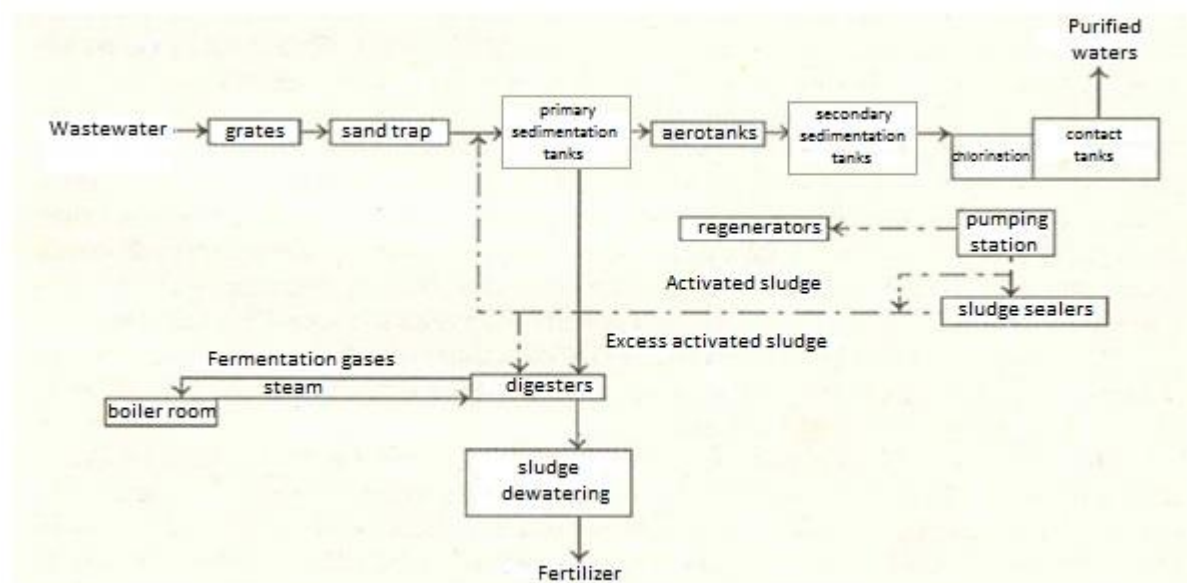 Purified
waters
Wastewater
grates
sand trap
primary
sedimentation
tanks
aerotanks
secondary
sedimentation
tanks
chlorination
contact
tanks
regenerators
pumping
station
Activated sludge
sludge sealers
Excess activated sludge
Fermentation gases
steam
digesters
boiler room
sludge
dewatering
Fertilizer